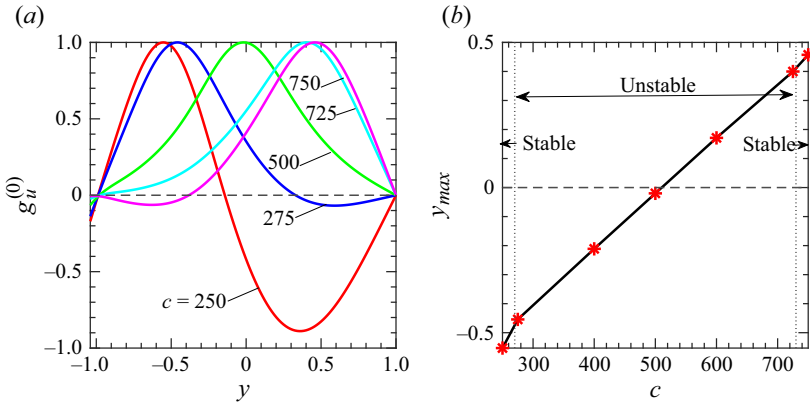 (a)
1.0
0.5
0
−0.5
−1.0
g_u^(0)
750
725
500
275
c = 250
−1.0 −0.5 0 0.5 1.0
y
(b)
0.5
0
−0.5
y_max
Unstable
Stable
Stable
300 400 500 600 700
c